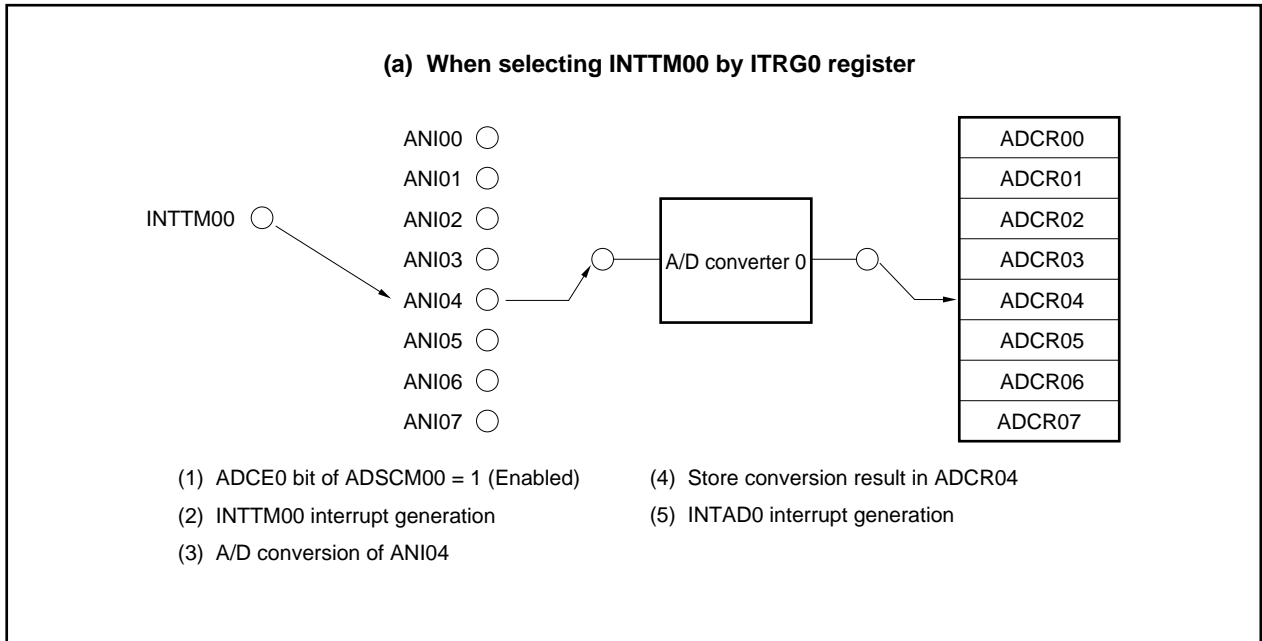 (a) When selecting INTTM00 by ITRG0 register
ANI00
ANI01
ANI02
ANI03
ANI04
ANI05
ANI06
ANI07
INTTM00
A/D converter 0
ADCR00
ADCR01
ADCR02
ADCR03
ADCR04
ADCR05
ADCR06
ADCR07
(1) ADCE0 bit of ADSCM00 = 1 (Enabled)
(2) INTTM00 interrupt generation
(3) A/D conversion of ANI04
(4) Store conversion result in ADCR04
(5) INTAD0 interrupt generation